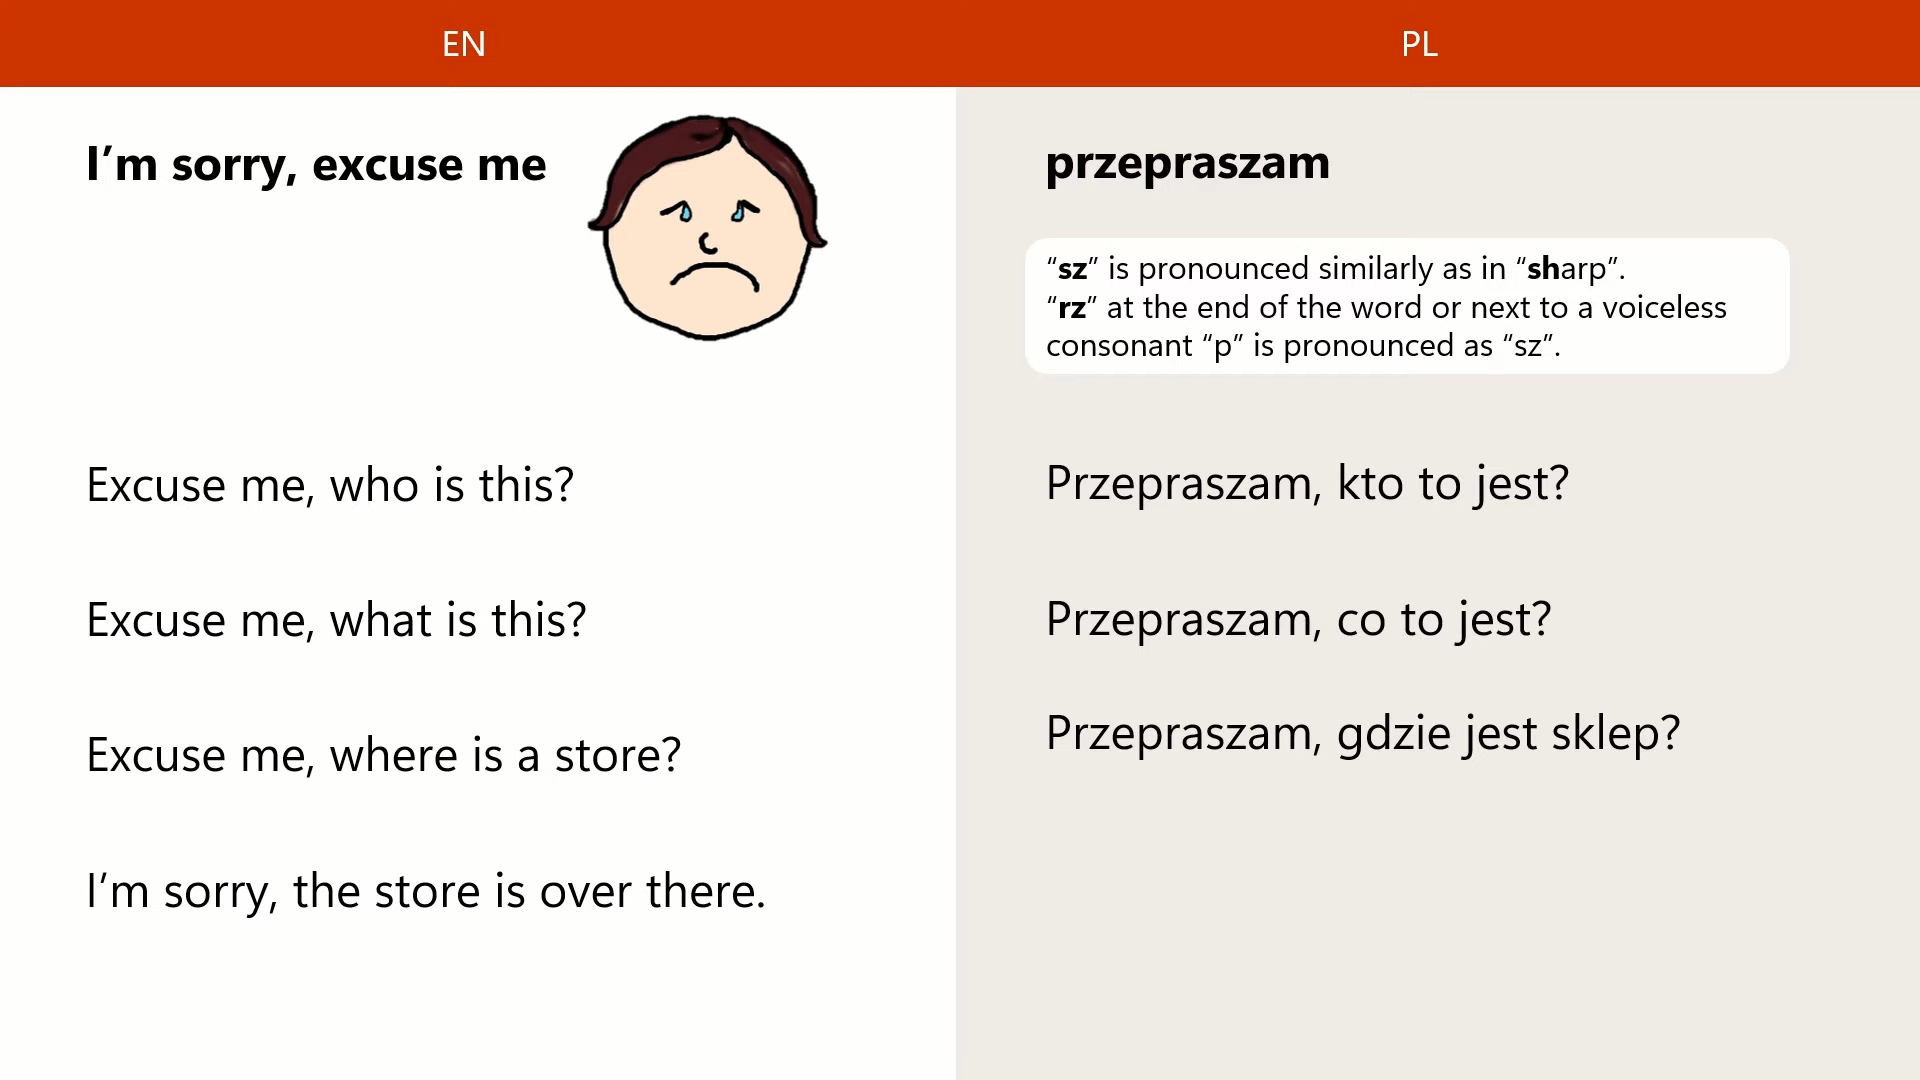 EN
PL
I’m sorry, excuse me
przepraszam
“sz” is pronounced similarly as in “sharp”.
“rz” at the end of the word or next to a voiceless
consonant “p” is pronounced as “sz”.
Excuse me, who is this?
Przepraszam, kto to jest?
Excuse me, what is this?
Przepraszam, co to jest?
Excuse me, where is a store?
Przepraszam, gdzie jest sklep?
I’m sorry, the store is over there.